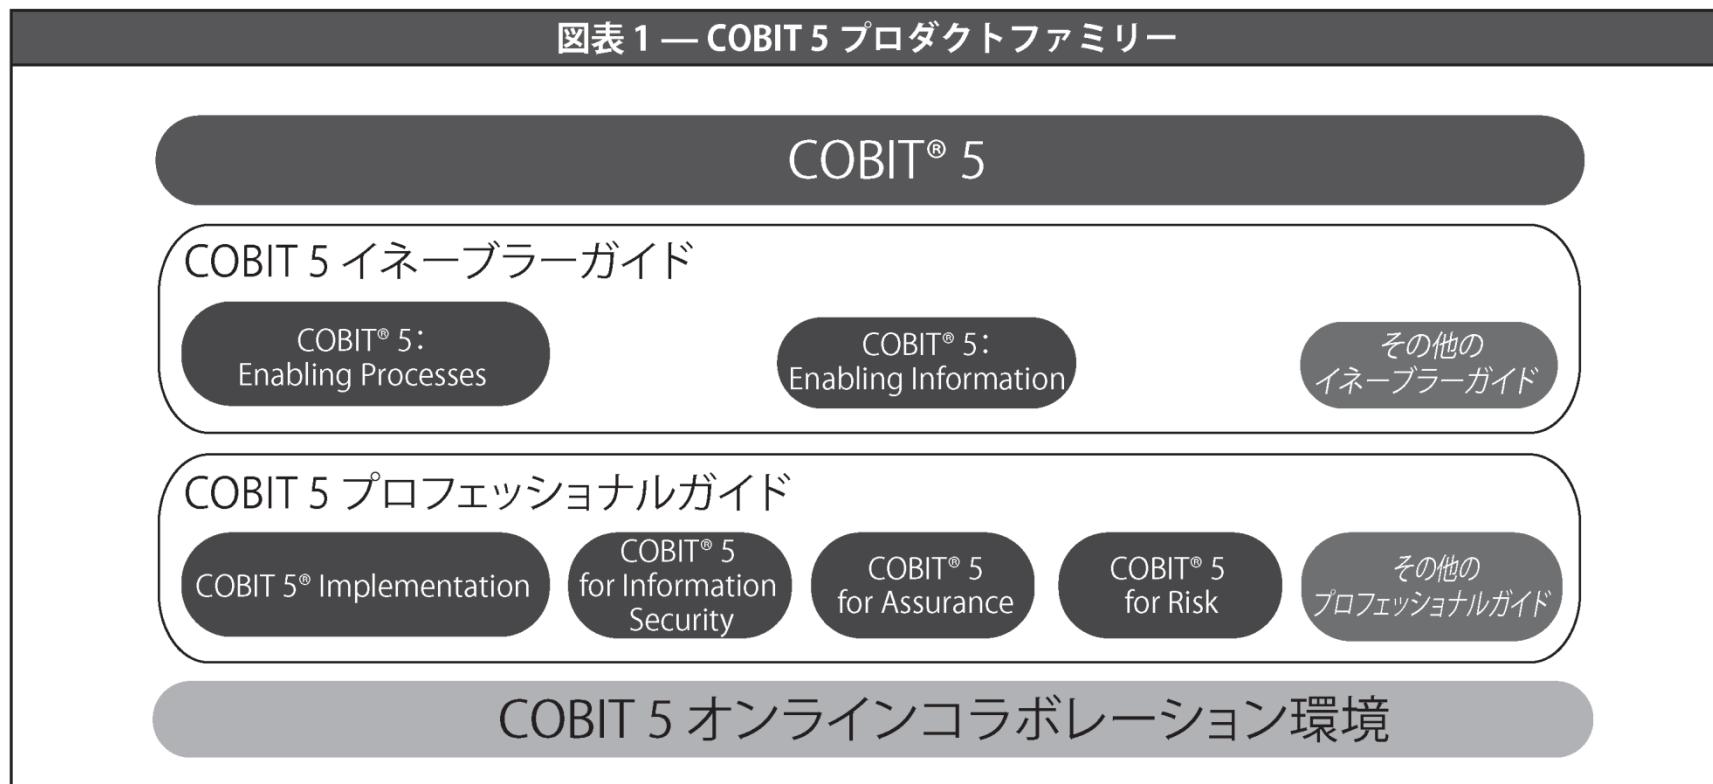 図表 1 — COBIT 5 プロダクトファミリー
COBIT® 5
COBIT 5 イネーブラーガイド
COBIT® 5：
Enabling Processes
COBIT® 5：
Enabling Information
その他の
イネーブラーガイド
COBIT 5 プロフェッショナルガイド
COBIT 5® Implementation
COBIT® 5
for Information
Security
COBIT® 5
for Assurance
COBIT® 5
for Risk
その他の
プロフェッショナルガイド
COBIT 5 オンラインコラボレーション環境